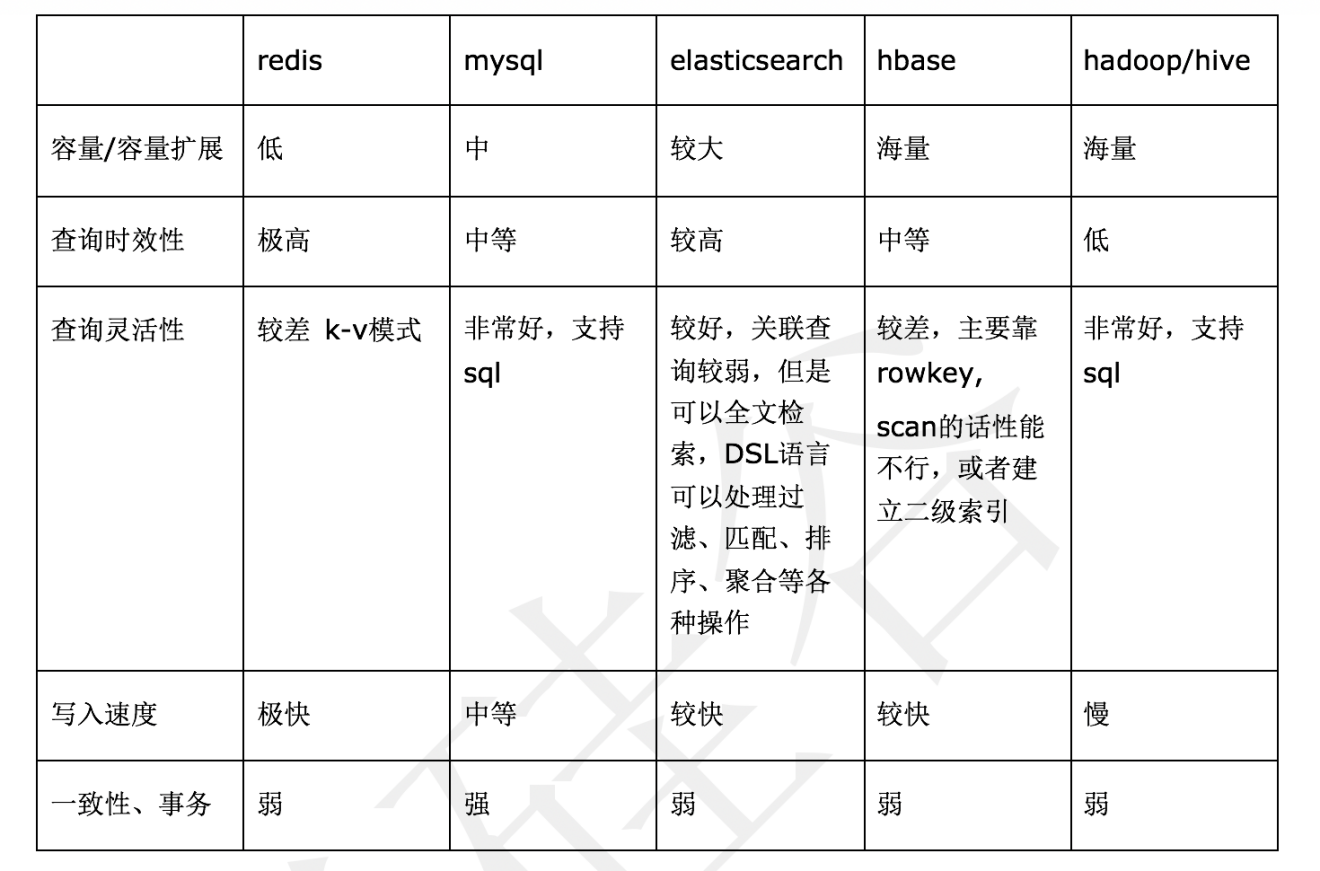 redis mysql elasticsearch hbase hadoop/hive
容量/容量扩展 低 中 较大 海量 海量
查询时效性 极高 中等 较高 中等 低
查询灵活性
较差 k-v模式
非常好，支持
sql
较好，关联查
询较弱，但是
可以全文检
索，DSL语言
可以处理过
滤、匹配、排
序、聚合等各
种操作
较差，主要靠
rowkey,
scan的话性能
不行，或者建
立二级索引
非常好，支持
sql
写入速度 极快 中等 较快 较快 慢
一致性、事务 弱 强 弱 弱 弱